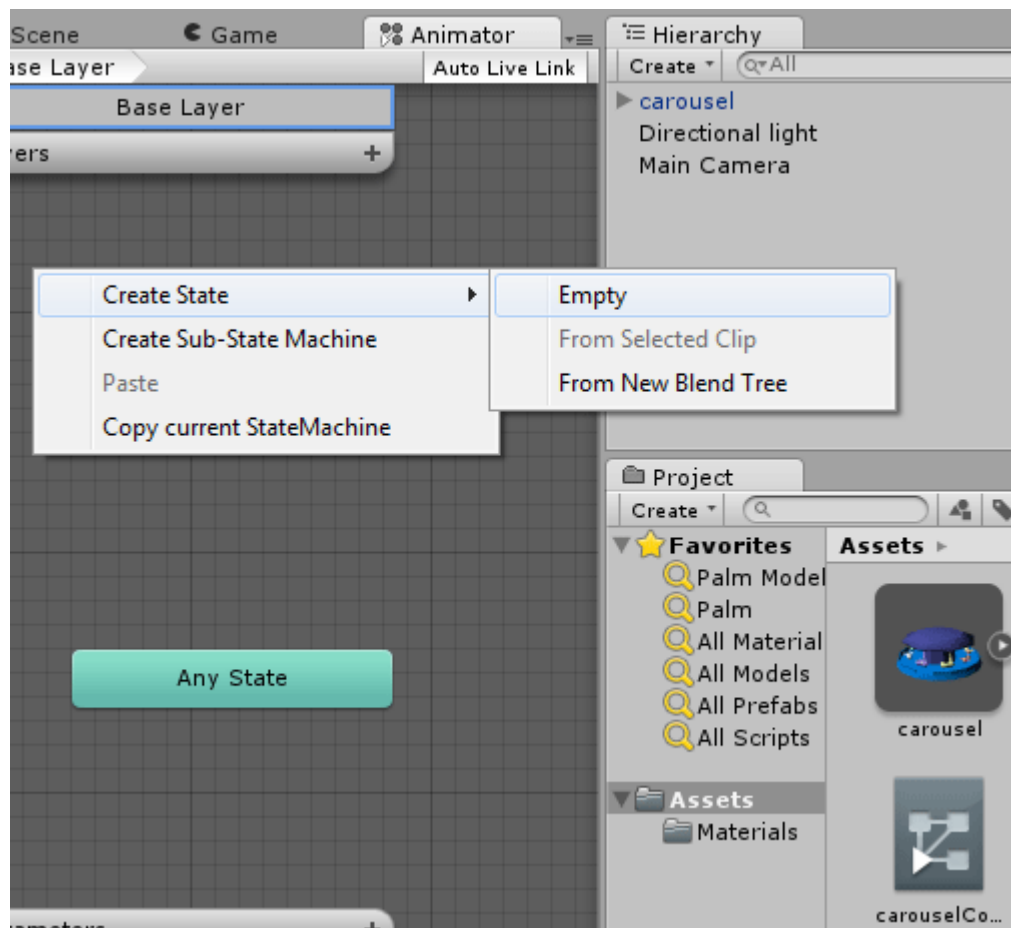 Scene Game Animator
ase Layer Auto Live Link
Base Layer
ers +
Create State Empty
Create Sub-State Machine From Selected Clip
Paste From New Blend Tree
Copy current StateMachine
Any State
Hierarchy
Create All
carousel
Directional light
Main Camera
Project
Create
Favorites
Palm Model
Palm
All Material
All Models
All Prefabs
All Scripts
Assets
Materials
Assets
carousel
carouselCo...